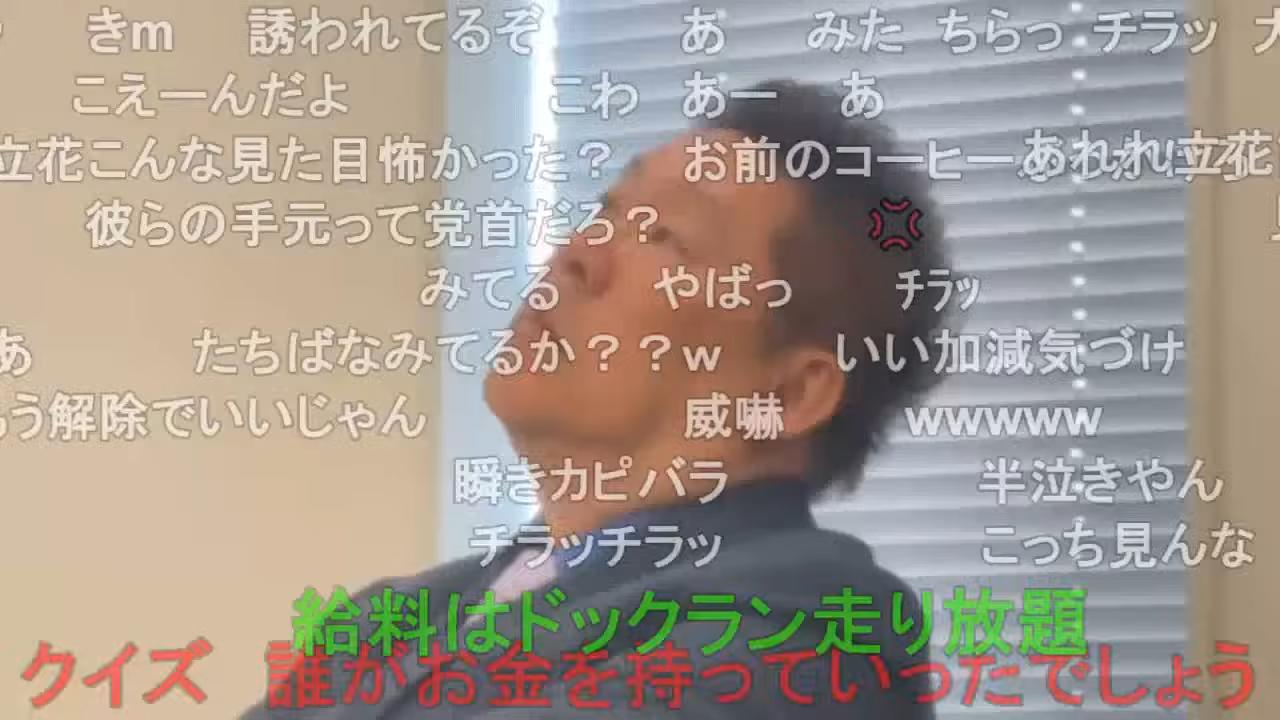 きm 誘われてるぞ あ みた ちらっ チラッ
こえーんだよ こわ あー あ
立花こんな見た目怖かった？ お前のコーヒー あれれ 立花
彼らの手元って党首だろ？
みてる やばっ ﾁﾗｯ
あ たちばなみてるか？？w いい加減気づけ
う解除でいいじゃん 威嚇 wwwww
瞬きカピバラ 半泣きやん
チラッチラッ こっち見んな
給料はドックラン走り放題
クイズ 誰がお金を持っていったでしょう